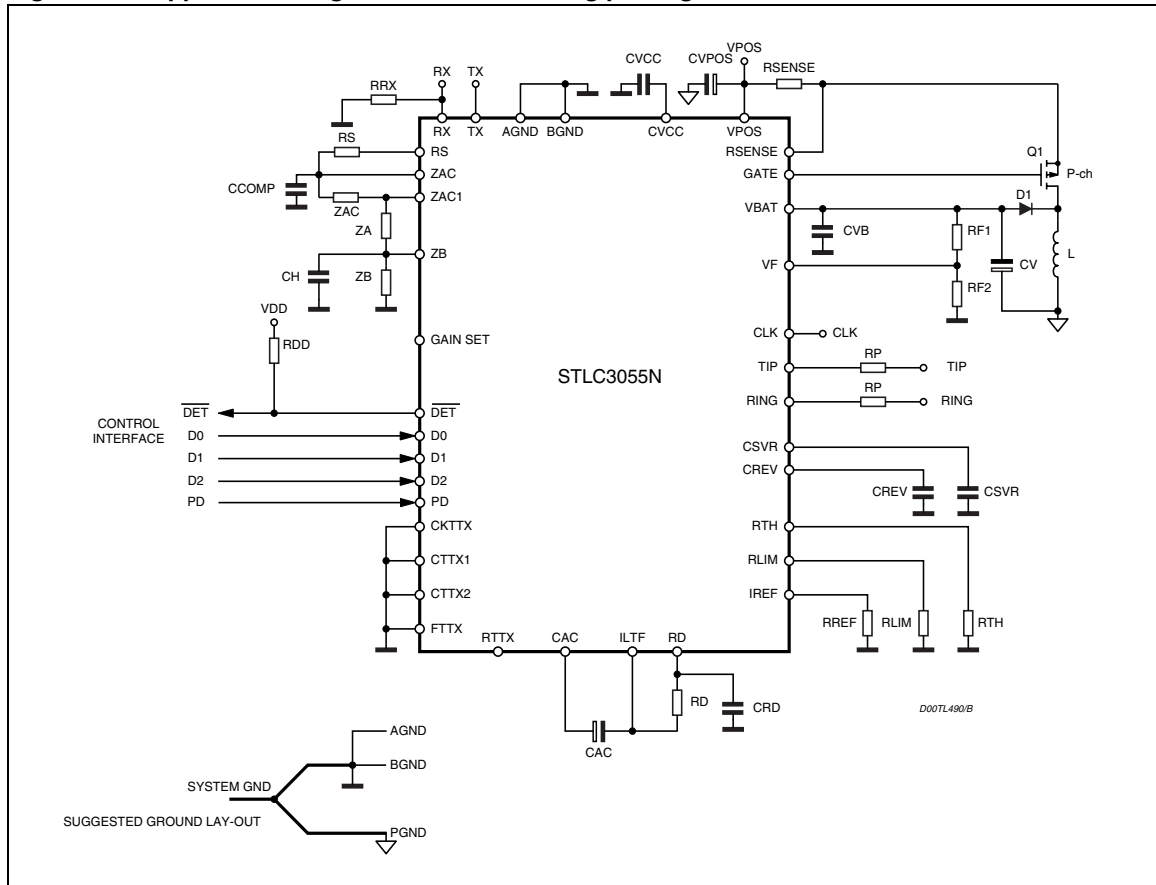 VPOS
RX TX CVCC CVPOS RSENSE
RRX
RX TX AGND BGND CVCC VPOS
RS RS RSENSE Q1
CCOMP ZAC GATE P-ch
ZAC ZAC1 D1
ZA VBAT
CVB RF1
CH ZB ZB VF CV L
RF2
VDD
RDD CLK CLK
GAIN SET
STLC3055N
TIP RP TIP
RING RP RING
CONTROL INTERFACE
DET DET
D0 D0
D1 D1
D2 D2
PD PD
CSVR
CREV CREV CSVR
CKTTX RTH
CTTX1 RLIM
CTTX2 IREF
FTTX RREF RLIM RTH
RTTX CAC ILTF RD
RD CRD
CAC
D00TL490/B
AGND
BGND
SYSTEM GND
SUGGESTED GROUND LAY-OUT
PGND